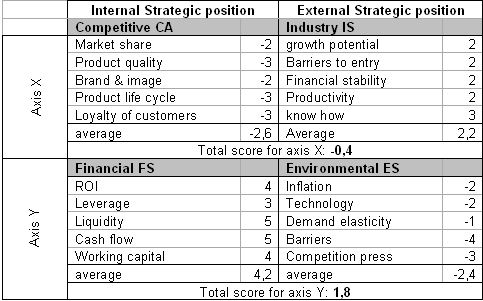 Internal Strategic position External Strategic position
Axis X
Competitive CA Industry IS
Market share -2 growth potential 2
Product quality -3 Barriers to entry 2
Brand & image -2 Financial stability 2
Product life cycle -3 Productivity 2
Loyalty of customers -3 know how 3
average -2,6 Average 2,2
Total score for axis X: -0,4
Axis Y
Financial FS Environmental ES
ROI 4 Inflation -2
Leverage 3 Technology -2
Liquidity 5 Demand elasticity -1
Cash flow 5 Barriers -4
Working capital 4 Competition press -3
average 4,2 average -2,4
Total score for axis Y: 1,8